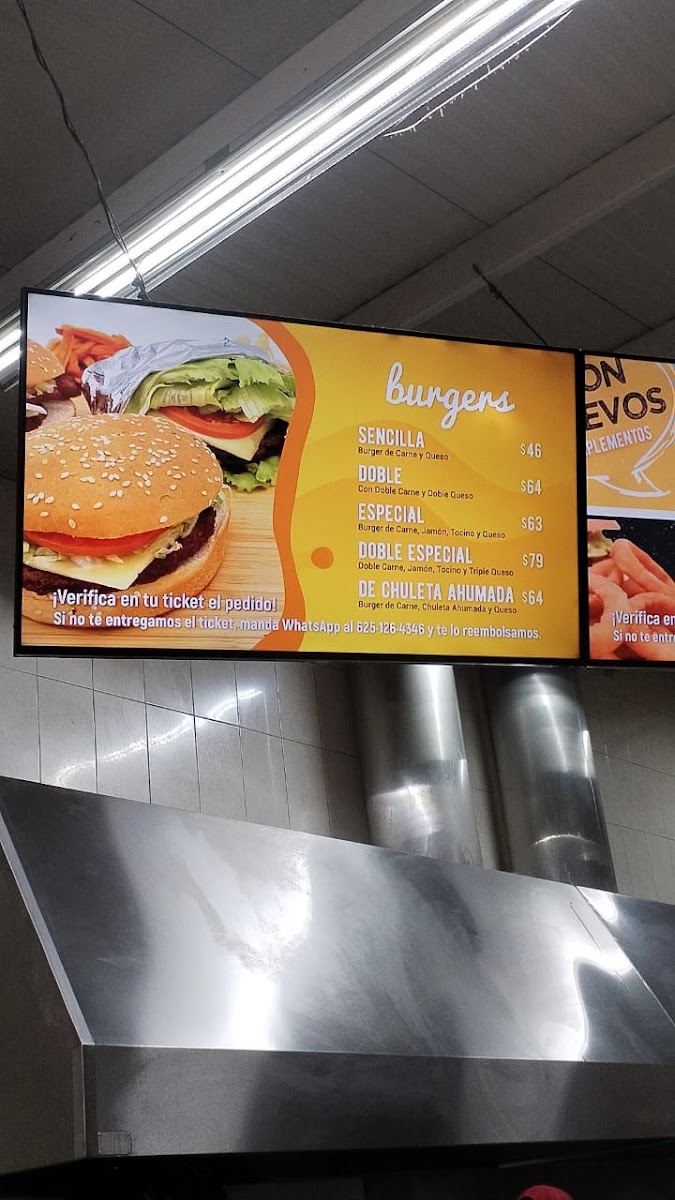 burgers
SENCILLA $46
Burger de Carne y Queso
DOBLE $64
Con Doble Carne y Doble Queso
ESPECIAL $63
Burger de Carne, Jamón, Tocino y Queso
DOBLE ESPECIAL $79
Doble Carne, Jamón, Tocino y Triple Queso
DE CHULETA AHUMADA $64
Burger de Carne, Chuleta Ahumada y Queso
¡Verifica en tu ticket el pedido!
Si no té entregamos el ticket, manda WhatsApp al 625-126-4346 y te lo reembolsamos.
ON
EVOS
PLEMENTOS
¡Verifica en
Si no te entre